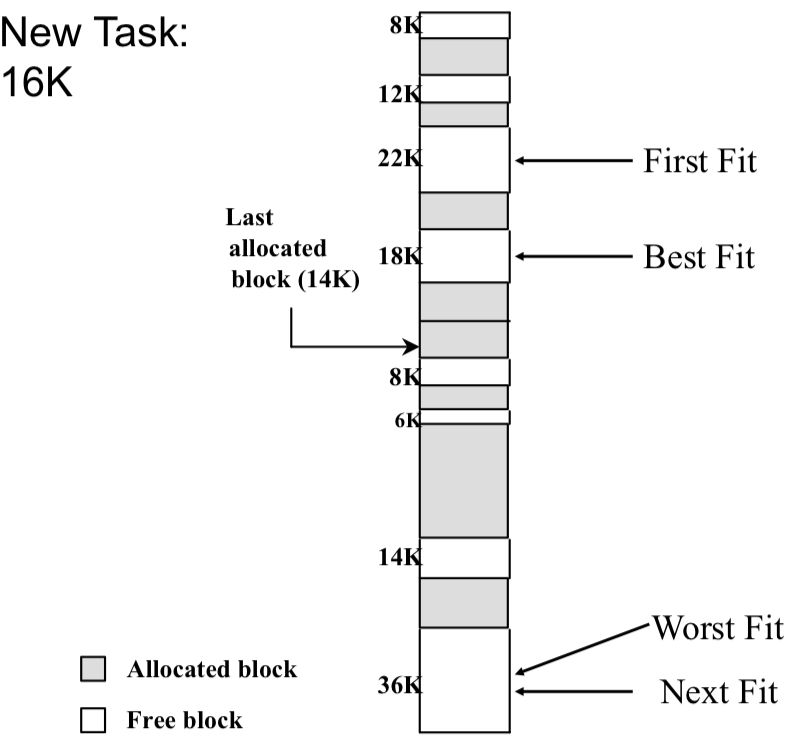 New Task:
16K
8K
12K
22K
First Fit
Last
allocated
block (14K)
18K
Best Fit
8K
6K
14K
Worst Fit
36K
Next Fit
Allocated block
Free block